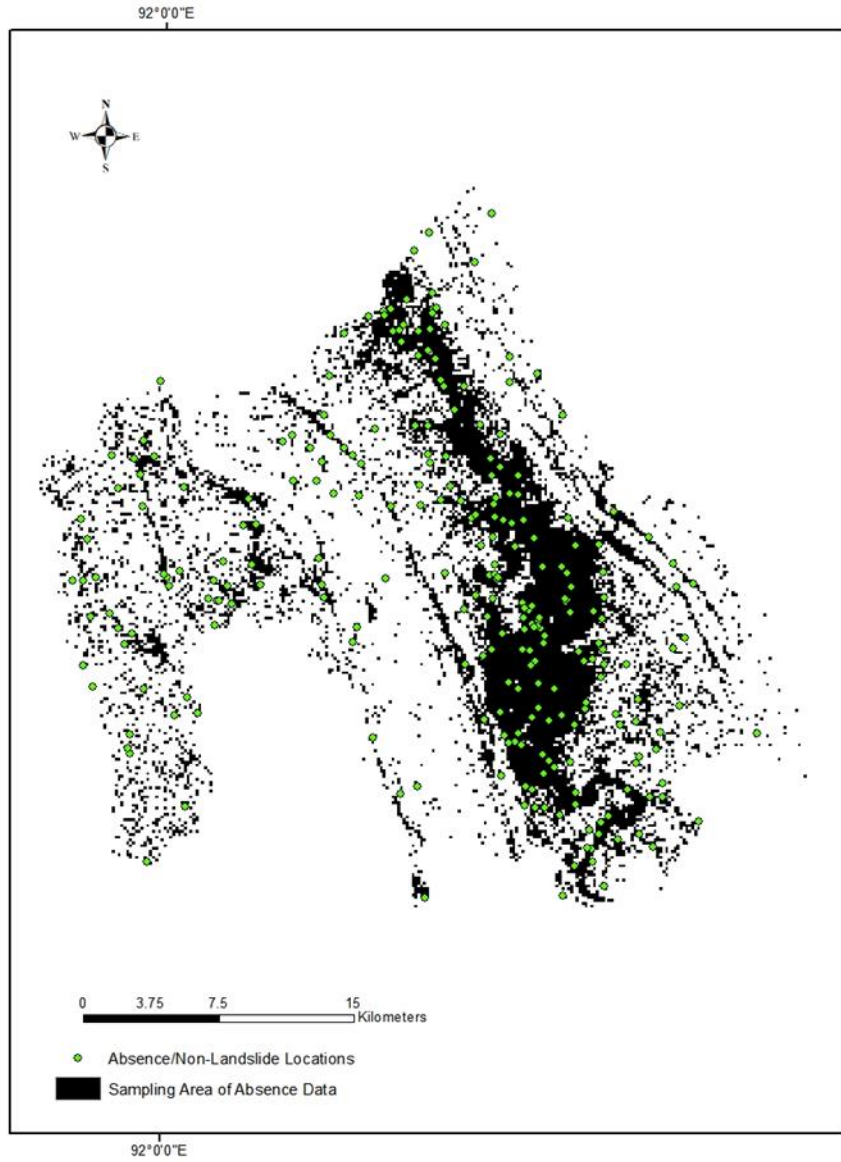 92°0'0"E
N
W E
S
0 3.75 7.5 15
Kilometers
Absence/Non-Landslide Locations
Sampling Area of Absence Data
92°0'0"E